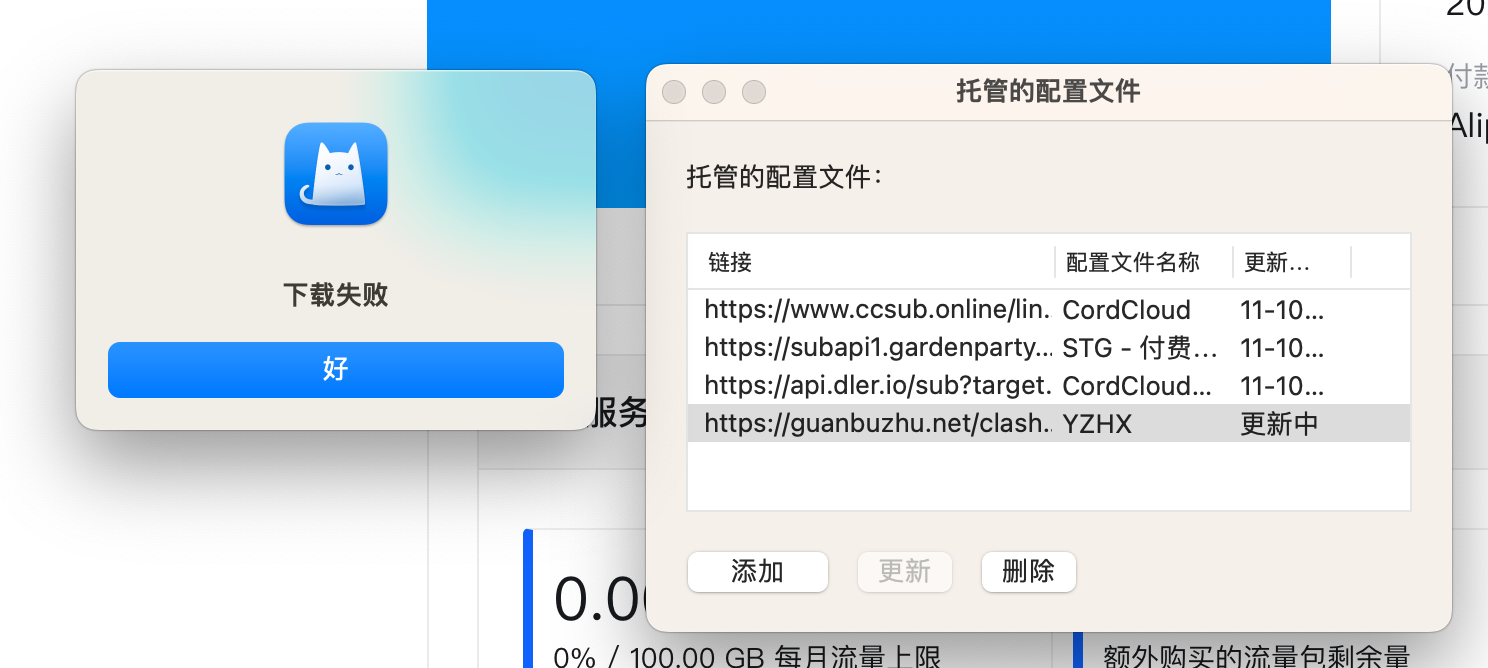 20
付款
Alip
下载失败
好
托管的配置文件
托管的配置文件：
链接
配置文件名称
更新...
https://www.ccsub.online/lin..
CordCloud
11-10...
https://subapi1.gardenparty...
STG - 付费...
11-10...
https://api.dler.io/sub?target.
CordCloud...
11-10...
https://guanbuzhu.net/clash..
YZHX
更新中
添加
更新
删除
服务
0.0
0% / 100.00 GB 每月流量上限
额外购买的流量包剩余量